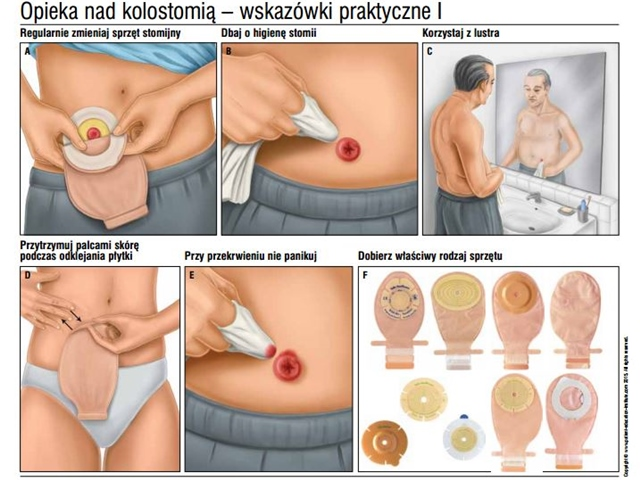 Opieka nad kolostomią – wskazówki praktyczne I
Regularnie zmieniaj sprzęt stomijny
Dbaj o higienę stomii
Korzystaj z lustra
A
B
C
Przytrzymuj palcami skórę
podczas odklejania płytki
Przy przekrwieniu nie panikuj
Dobierz właściwy rodzaj sprzętu
D
E
F